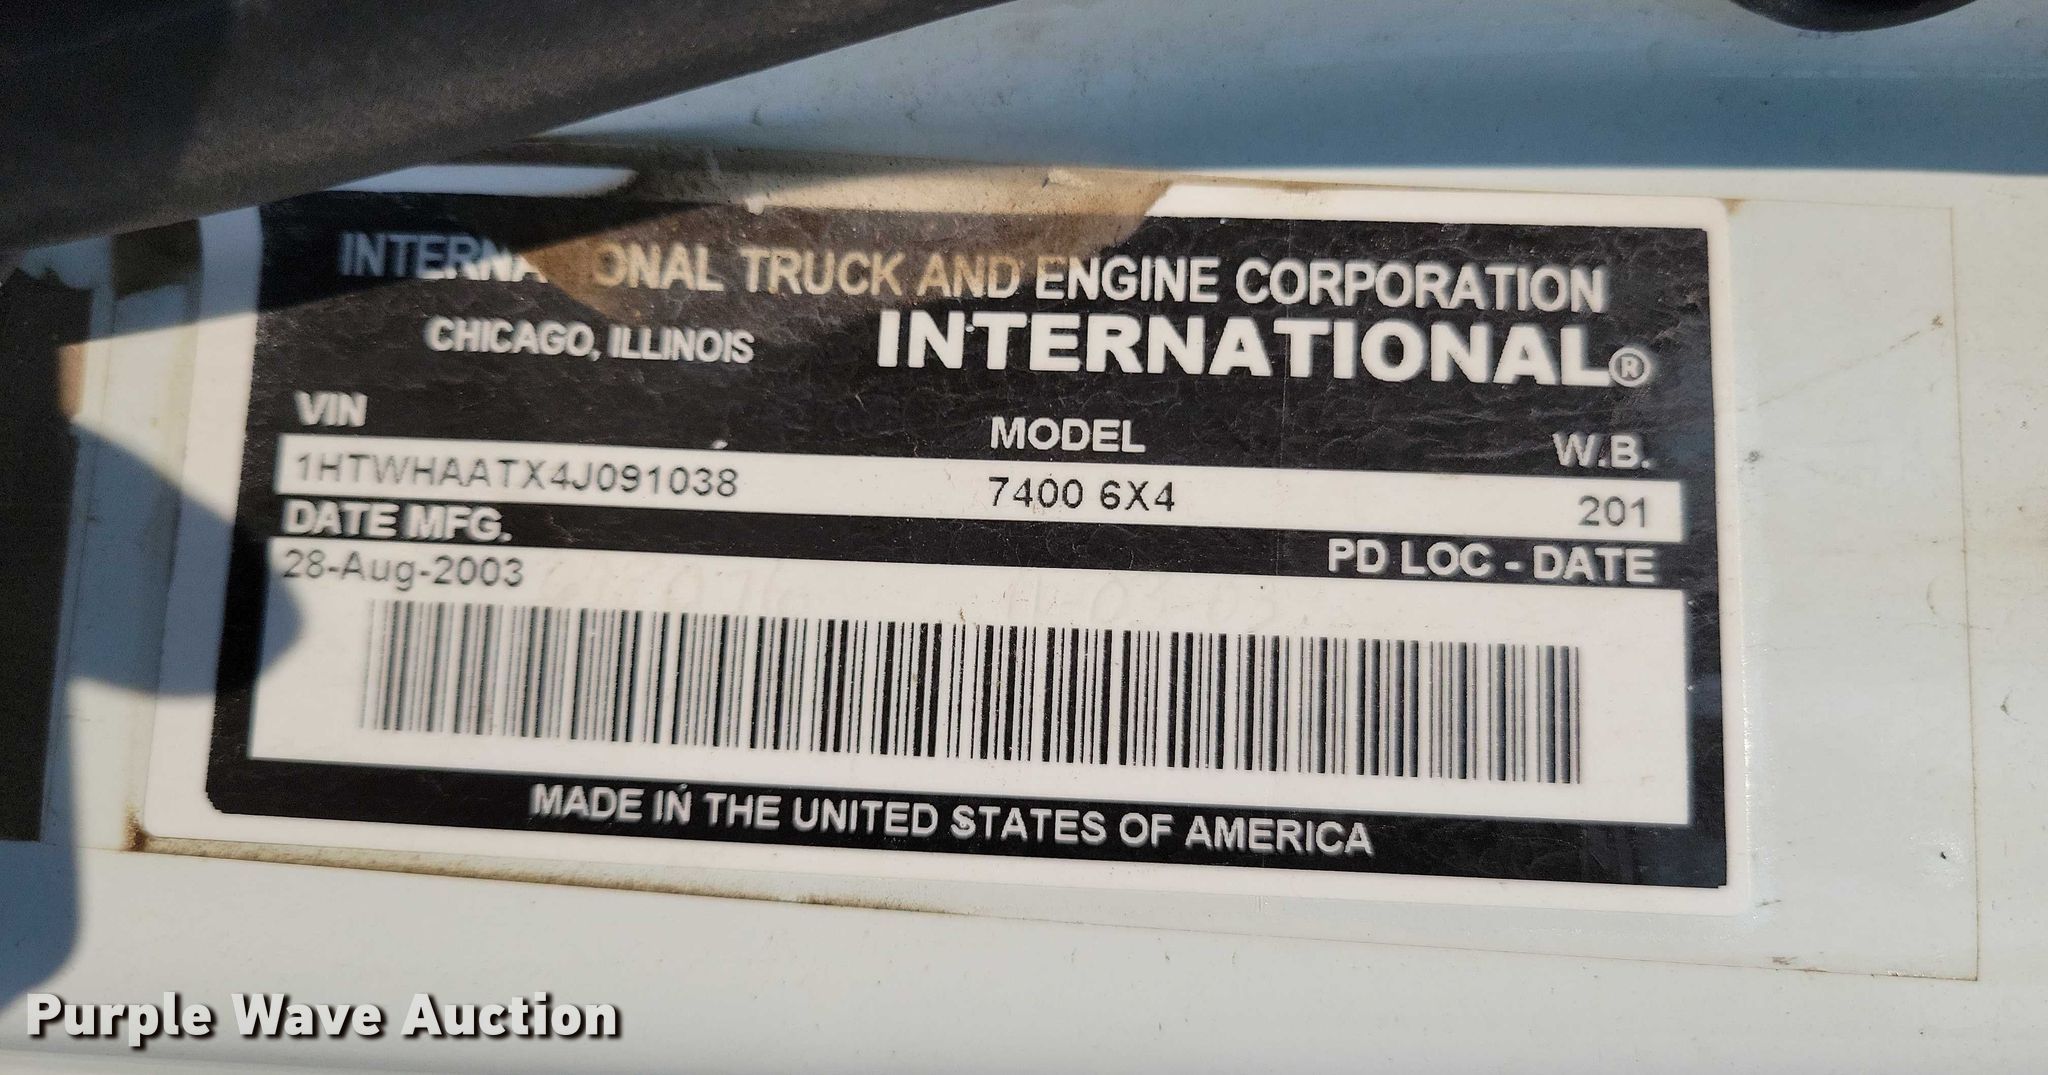 INTERNATIONAL TRUCK AND ENGINE CORPORATION
CHICAGO, ILLINOIS INTERNATIONAL®
VIN MODEL W.B.
1HTWHAATX4J091038 7400 6X4 201
DATE MFG. PD LOC - DATE
28-Aug-2003
MADE IN THE UNITED STATES OF AMERICA
Purple Wave Auction